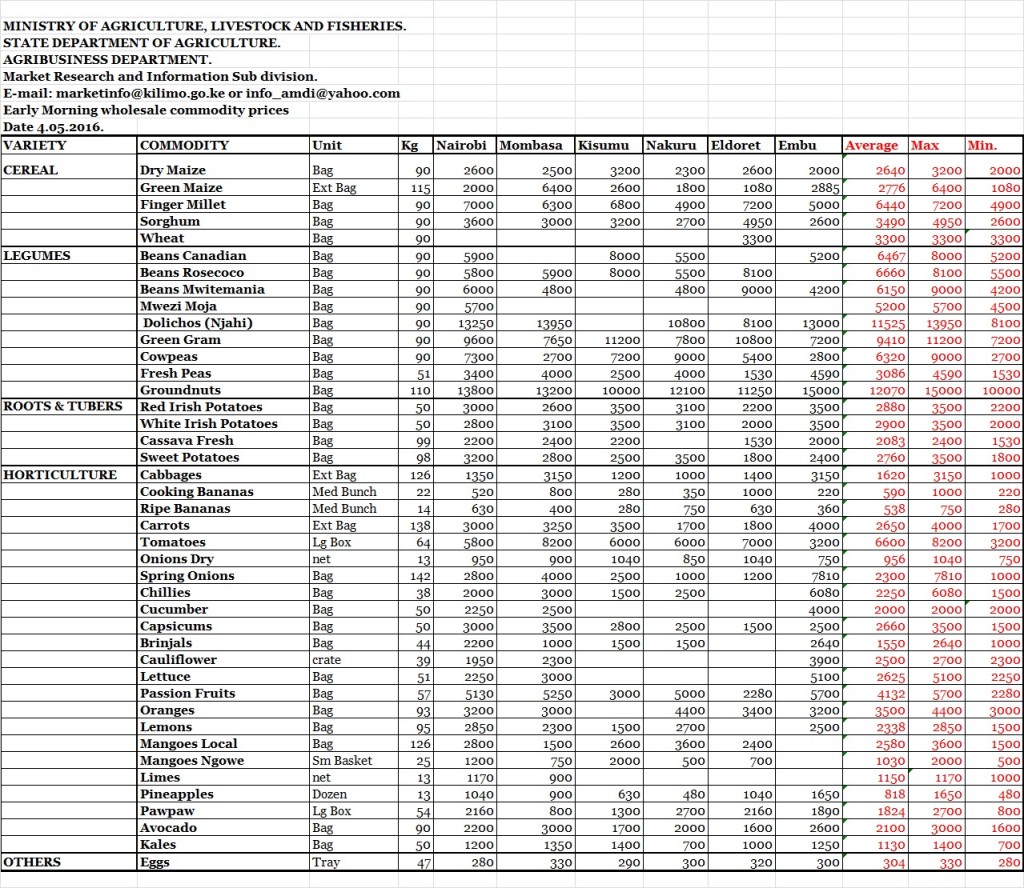 MINISTRY OF AGRICULTURE, LIVESTOCK AND FISHERIES.
STATE DEPARTMENT OF AGRICULTURE.
AGRIBUSINESS DEPARTMENT.
Market Research and Information Sub division.
E-mail: marketinfo@kilimo.go.ke or info_amdi@yahoo.com
Early Morning wholesale commodity prices
Date 4.05.2016.
VARIETY COMMODITY Unit Kg Nairobi Mombasa Kisumu Nakuru Eldoret Embu Average Max Min.
CEREAL Dry Maize Bag 90 2600 2500 3200 2300 2600 2000 2640 3200 2000
Green Maize Ext Bag 115 2000 6400 2600 1800 1080 2885 2776 6400 1080
Finger Millet Bag 90 7000 6300 6800 4900 7200 5000 6440 7200 4900
Sorghum Bag 90 3600 3000 3200 2700 4950 2600 3490 4950 2600
Wheat Bag 90 3300 3300 3300 3300
LEGUMES Beans Canadian Bag 90 5900 8000 5500 5200 6467 8000 5200
Beans Rosecoco Bag 90 5800 5900 8000 5500 8100 6660 8100 5500
Beans Mwitemania Bag 90 6000 4800 4800 9000 4200 6150 9000 4200
Mwezi Moja Bag 90 5700 5200 5700 4500
Dolichos (Njahi) Bag 90 13250 13950 10800 8100 13000 11525 13950 8100
Green Gram Bag 90 9600 7650 11200 7800 10800 7200 9410 11200 7200
Cowpeas Bag 90 7300 2700 7200 9000 5400 2800 6320 9000 2700
Fresh Peas Bag 51 3400 4000 2500 4000 1530 4590 3086 4590 1530
Groundnuts Bag 110 13800 13200 10000 12100 11250 15000 12070 15000 10000
ROOTS & TUBERS Red Irish Potatoes Bag 50 3000 2600 3500 3100 2200 3500 2880 3500 2200
White Irish Potatoes Bag 50 2800 3100 3500 3100 2000 3500 2900 3500 2000
Cassava Fresh Bag 99 2200 2400 2200 1530 2000 2083 2400 1530
Sweet Potatoes Bag 98 3200 2800 2500 3500 1800 2400 2760 3500 1800
HORTICULTURE Cabbages Ext Bag 126 1350 3150 1200 1000 1400 3150 1620 3150 1000
Cooking Bananas Med Bunch 22 520 800 280 350 1000 220 590 1000 220
Ripe Bananas Med Bunch 14 630 400 280 750 630 360 538 750 280
Carrots Ext Bag 138 3000 3250 3500 1700 1800 4000 2650 4000 1700
Tomatoes Lg Box 64 5800 8200 6000 6000 7000 3200 6600 8200 3200
Onions Dry net 13 950 900 1040 850 1040 750 956 1040 750
Spring Onions Bag 142 2800 4000 2500 1000 1200 7810 2300 7810 1000
Chillies Bag 38 2000 3000 1500 2500 6080 2250 6080 1500
Cucumber Bag 50 2250 2500 4000 2000 2000 2000
Capsicums Bag 50 3000 3500 2800 2500 1500 2500 2660 3500 1500
Brinjals Bag 44 2200 1000 1500 1500 2640 1550 2640 1000
Cauliflower crate 39 1950 2300 3900 2500 2700 2300
Lettuce Bag 51 2250 3000 5100 2625 5100 2250
Passion Fruits Bag 57 5130 5250 3000 5000 2280 5700 4132 5700 2280
Oranges Bag 93 3200 3000 4400 3400 3200 3500 4400 3000
Lemons Bag 95 2850 2300 1500 2700 2500 2338 2850 1500
Mangoes Local Bag 126 2800 1500 2600 3600 2400 2580 3600 1500
Mangoes Ngowe Sm Basket 25 1200 750 2000 500 700 1030 2000 500
Limes net 13 1170 900 1150 1170 1000
Pineapples Dozen 13 1040 900 630 480 1040 1650 818 1650 480
Pawpaw Lg Box 54 2160 800 1300 2700 2160 1890 1824 2700 800
Avocado Bag 90 2200 3000 1700 2000 1600 2600 2100 3000 1600
Kales Bag 50 1200 1350 1400 700 1000 1250 1130 1400 700
OTHERS Eggs Tray 47 280 330 290 300 320 300 304 330 280